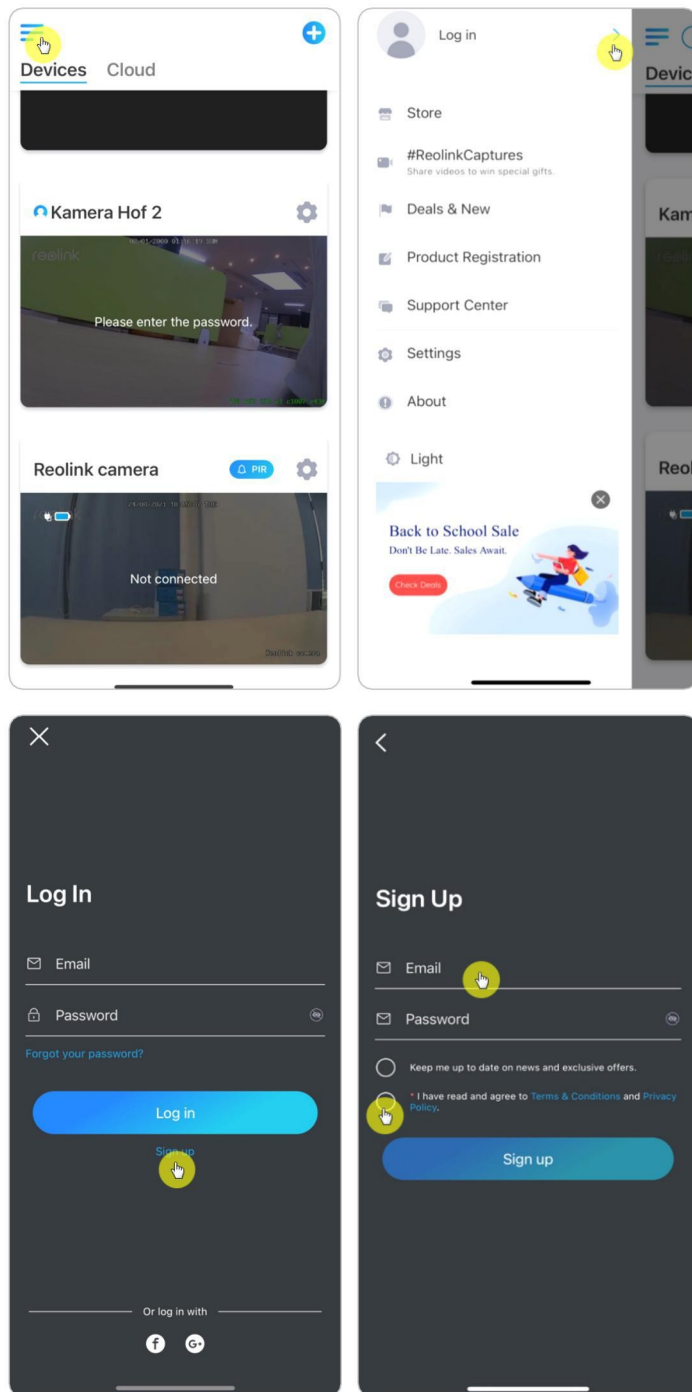 Devices Cloud
Kamera Hof 2
reolink
Please enter the password.
Reolink camera
PIR
Not connected
Reolink camera
Log in
Store
#ReolinkCaptures
Share videos to win special gifts.
Deals & New
Product Registration
Support Center
Settings
About
Light
Back to School Sale
Don't Be Late. Sales Await.
Check Deals
Devic
Kam
Reol
Log In
Email
Password
Forgot your password?
Log in
Sign up
Or log in with
f
G+
Sign Up
Email
Password
Keep me up to date on news and exclusive offers.
* I have read and agree to Terms & Conditions and Privacy
Policy.
Sign up